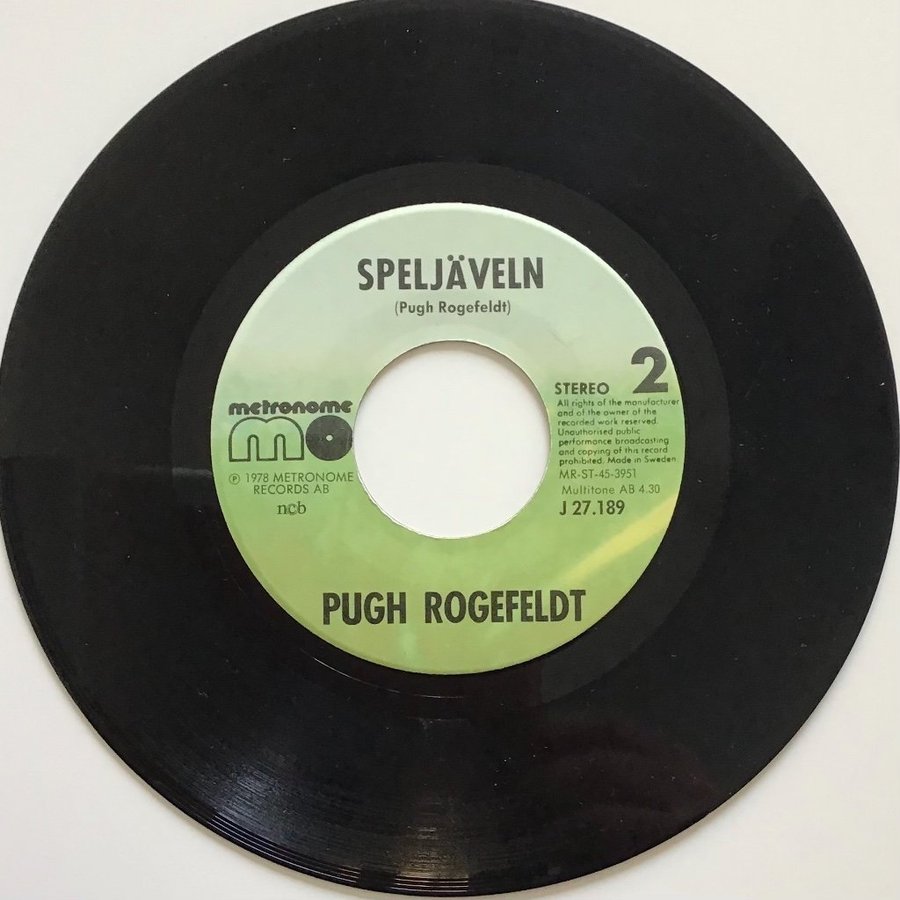 SPELJÄVELN
(Pugh Rogefeldt)
metronome
mo
℗ 1978 METRONOME
RECORDS AB
ncb
STEREO 2
All rights of the manufacturer
and of the owner of the
recorded work reserved.
Unauthorised public
performance broadcasting
and copying of this record
prohibited. Made in Sweden.
MR-ST-45-3951
Multitone AB 4.30
J 27.189
PUGH ROGEFELDT